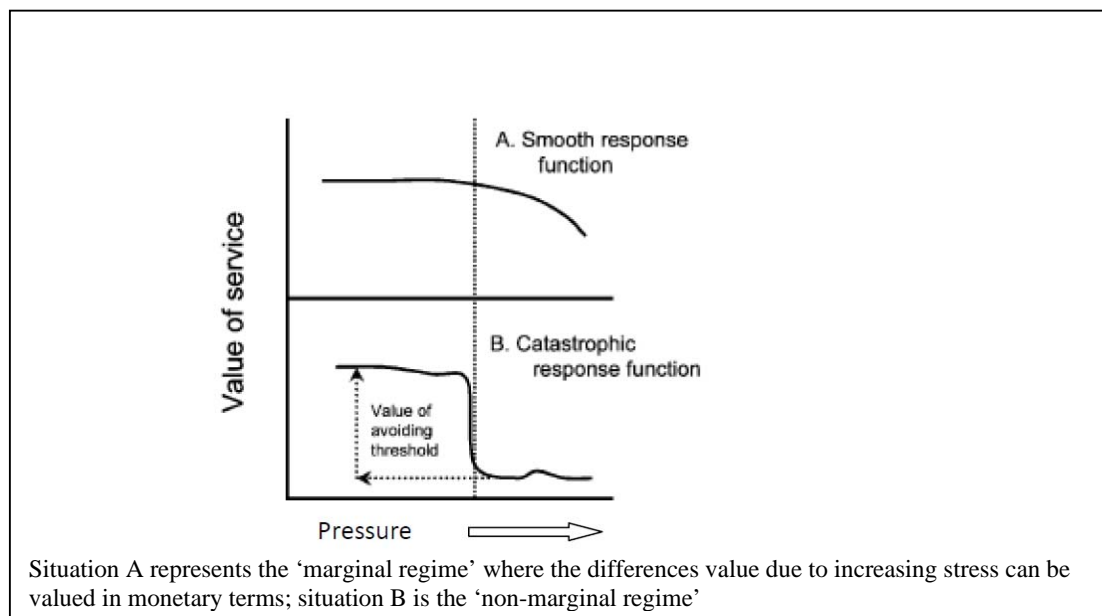 A. Smooth response
function
Value of service
B. Catastrophic
response function
Value of
avoiding
threshold
Pressure
Situation A represents the ‘marginal regime’ where the differences value due to increasing stress can be
valued in monetary terms; situation B is the ‘non-marginal regime’